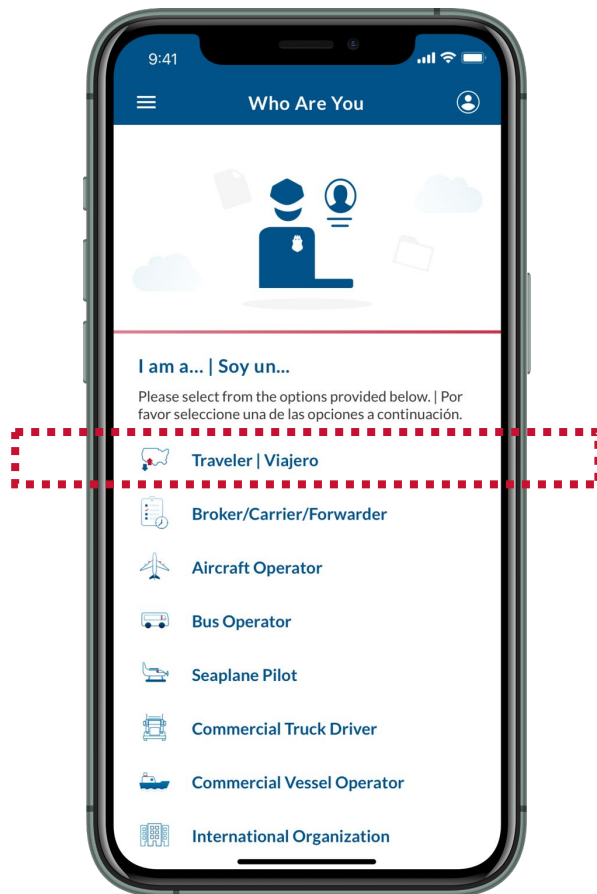 9:41
Who Are You
I am a... | Soy un...
Please select from the options provided below. | Por
favor seleccione una de las opciones a continuación.
Traveler | Viajero
Broker/Carrier/Forwarder
Aircraft Operator
Bus Operator
Seaplane Pilot
Commercial Truck Driver
Commercial Vessel Operator
International Organization